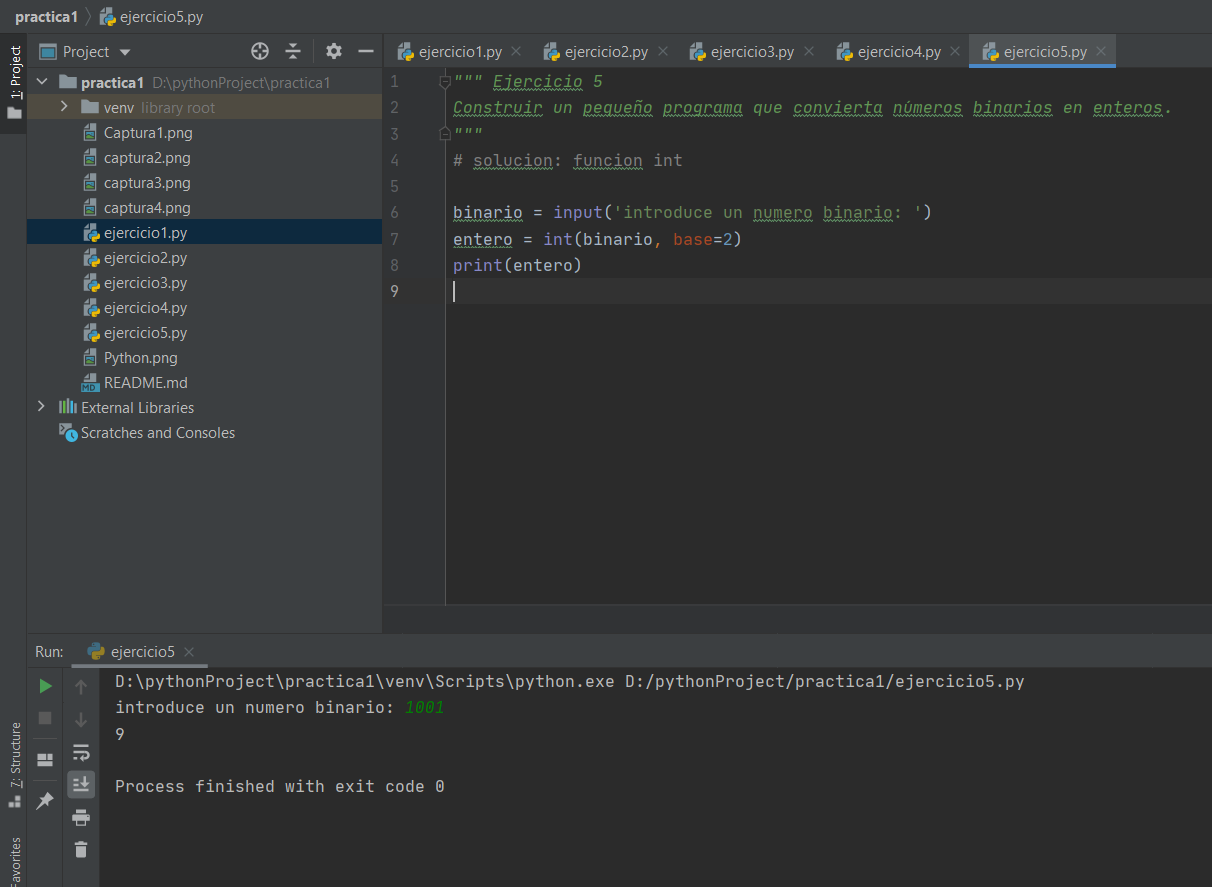 practica1 ejercicio5.py
1: Project
Project
practica1 D:\pythonProject\practica1
venv library root
Captura1.png
captura2.png
captura3.png
captura4.png
ejercicio1.py
ejercicio2.py
ejercicio3.py
ejercicio4.py
ejercicio5.py
Python.png
README.md
External Libraries
Scratches and Consoles
ejercicio1.py ejercicio2.py ejercicio3.py ejercicio4.py ejercicio5.py
1 """ Ejercicio 5
2 Construir un pequeño programa que convierta números binarios en enteros.
3 """
4 # solucion: funcion int
5
6 binario = input('introduce un numero binario: ')
7 entero = int(binario, base=2)
8 print(entero)
9
Run: ejercicio5
D:\pythonProject\practica1\venv\Scripts\python.exe D:/pythonProject/practica1/ejercicio5.py
introduce un numero binario: 1001
9
Process finished with exit code 0
Z: Structure
avorites